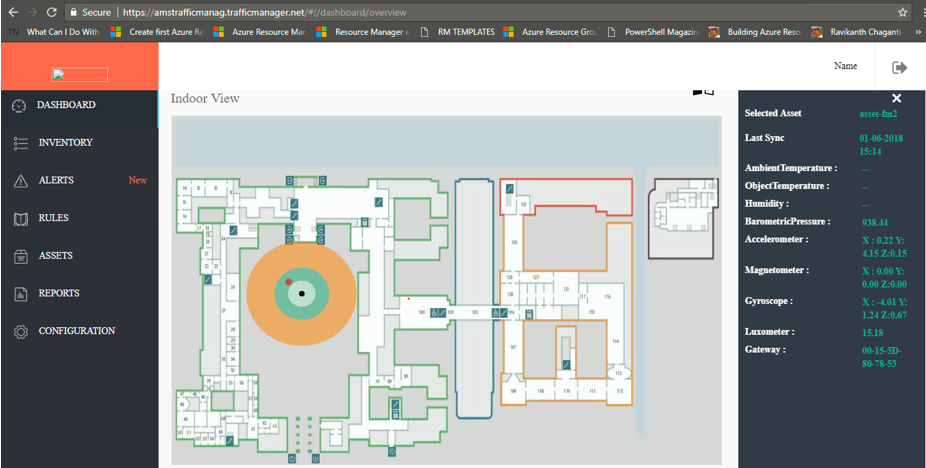 Secure https://amstrafficmanag.trafficmanager.net/#!/dashboard/overview
TN What Can I Do With Create first Azure Re Azure Resource Man Resource Manager a RM TEMPLATES Azure Resource Grou PowerShell Magazin Building Azure Reso Ravikanth Chaganti - »
Name
DASHBOARD
INVENTORY
ALERTS New
RULES
ASSETS
REPORTS
CONFIGURATION
Indoor View
Selected Asset asset-fm2
Last Sync 01-06-2018
15:14
AmbientTemperature : ...
ObjectTemperature : ...
Humidity : ...
BarometricPressure : 938.44
Accelerometer : X : 0.22 Y:
4.15 Z:0.15
Magnetometer : X : 0.00 Y:
0.00 Z:0.00
Gyroscope : X : -4.01 Y:
1.24 Z:0.67
Luxometer : 15.18
Gateway : 00-15-5D-
80-78-53